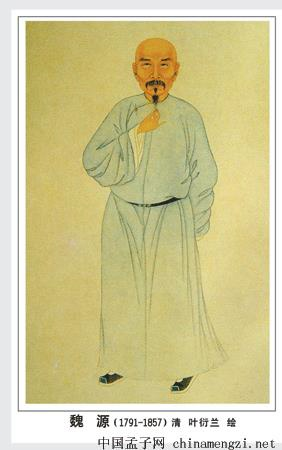 魏 源 (1791-1857) 清 叶衍兰 绘
中国孟子网 chinamengzi.net